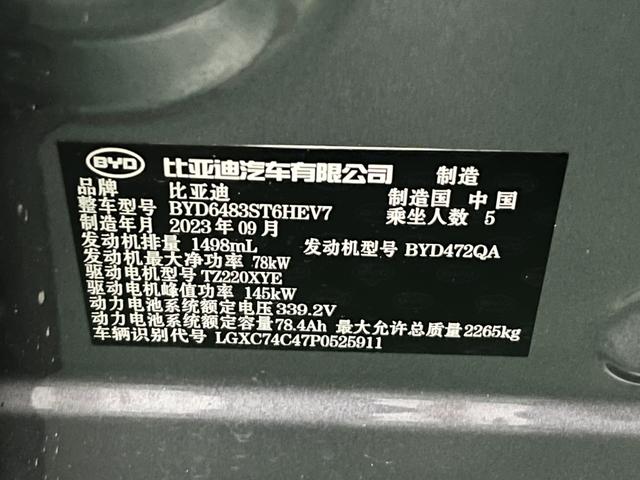 BYD 比亚迪汽车有限公司 制造
品牌 比亚迪 制造国 中国
整车型号 BYD6483ST6HEV7 乘坐人数 5
制造年月 2023 年 09 月
发动机排量 1498mL 发动机型号 BYD472QA
发动机最大净功率 78kW
驱动电机型号 TZ220XYE
驱动电机峰值功率 145kW
动力电池系统额定电压 339.2V
动力电池系统额定容量 78.4Ah 最大允许总质量 2265kg
车辆识别代号 LGXC74C47P0525911